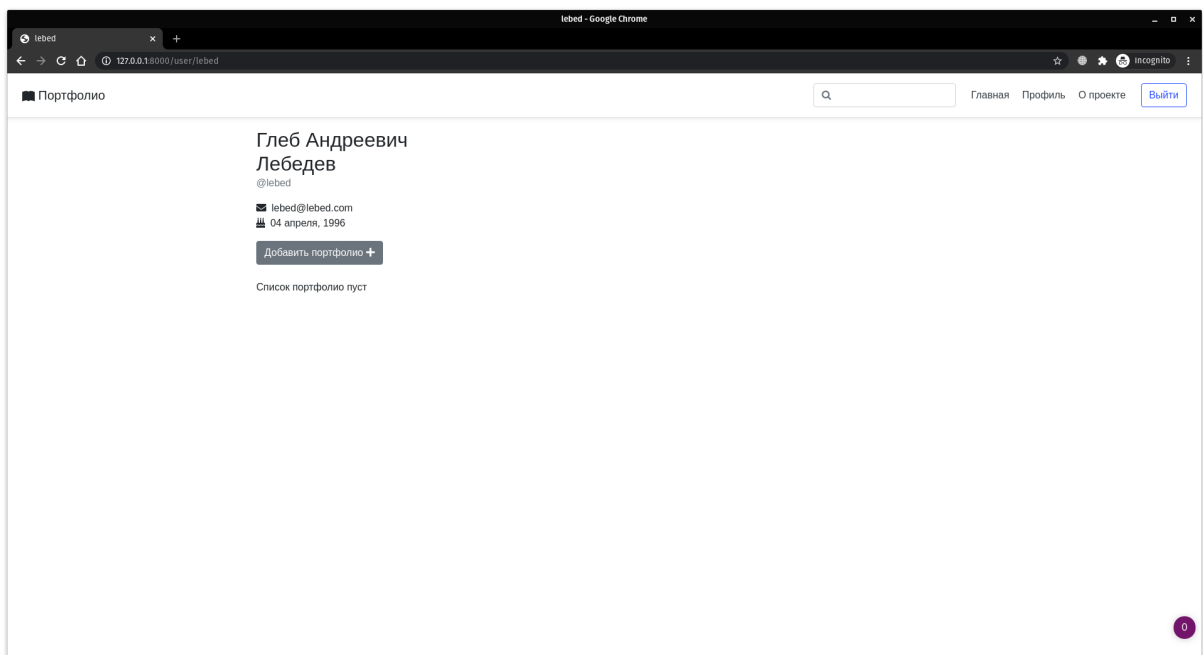 lebed - Google Chrome
lebed
127.0.0.1:8000/user/lebed
incognito
Портфолио
Главная Профиль О проекте Выйти
Глеб Андреевич
Лебедев
@lebed
lebed@lebed.com
04 апреля, 1996
Добавить портфолио
Список портфолио пуст
0